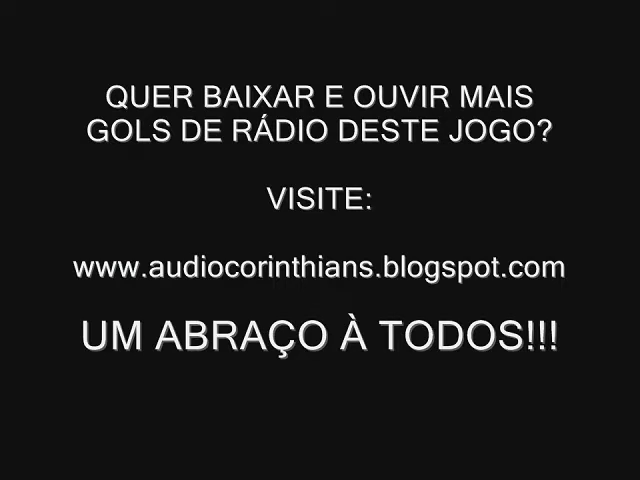 QUER BAIXAR E OUVIR MAIS
GOLS DE RÁDIO DESTE JOGO?
VISITE:
www.audiocorinthians.blogspot.com
UM ABRAÇO À TODOS!!!